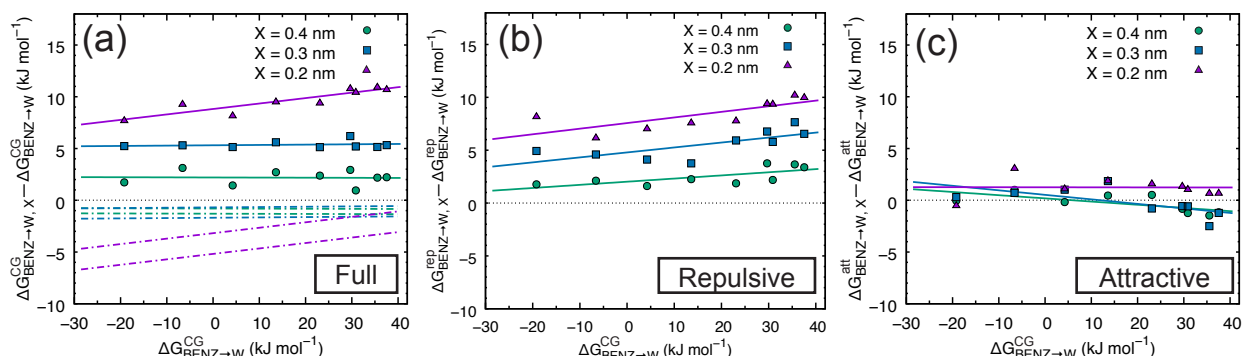 (a)
X = 0.4 nm
X = 0.3 nm
X = 0.2 nm
Full
ΔG^CG_BENZ→W, X − ΔG^CG_BENZ→W (kJ mol⁻¹)
15
10
5
0
−5
−10
−30 −20 −10 0 10 20 30 40
ΔG^CG_BENZ→W (kJ mol⁻¹)
(b)
X = 0.4 nm
X = 0.3 nm
X = 0.2 nm
Repulsive
ΔG^rep_BENZ→W, X − ΔG^rep_BENZ→W (kJ mol⁻¹)
15
10
5
0
−5
−10
−30 −20 −10 0 10 20 30 40
ΔG^CG_BENZ→W (kJ mol⁻¹)
(c)
X = 0.4 nm
X = 0.3 nm
X = 0.2 nm
Attractive
ΔG^att_BENZ→W, X − ΔG^att_BENZ→W (kJ mol⁻¹)
15
10
5
0
−5
−10
−30 −20 −10 0 10 20 30 40
ΔG^CG_BENZ→W (kJ mol⁻¹)